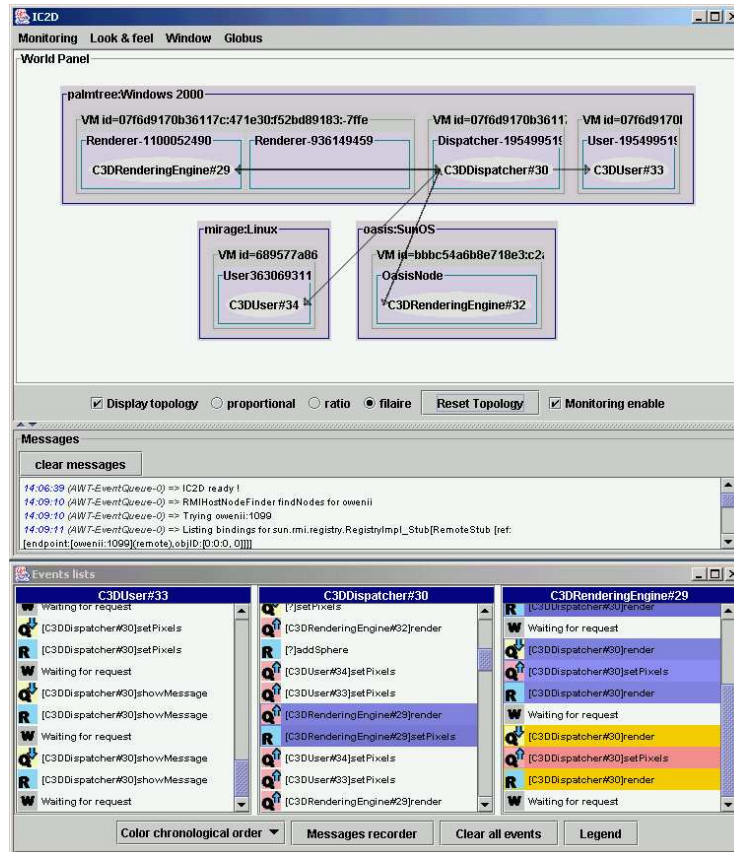 IC2D
Monitoring Look & feel Window Globus
World Panel
palmtree:Windows 2000
VM id=07f6d9170b36117c:471e30:f52bd89183:-7ffe
VM id=07f6d9170b3611
VM id=07f6d9170
Renderer-1100052490
Renderer-936149459
Dispatcher-195499519
User-195499519
C3DRenderingEngine#29
C3DDispatcher#30
C3DUser#33
mirage:Linux
oasis:SunOS
VM id=689577a86
VM id=bbbc54a6b8e718e3:c2
User363069311
OasisNode
C3DUser#34
C3DRenderingEngine#32
Display topology proportional ratio filaire Reset Topology Monitoring enable
Messages
clear messages
14:06:39 (AWT-EventQueue-0) => IC2D ready !
14:09:10 (AWT-EventQueue-0) => RMIHostNodeFinder findNodes for owenii
14:09:10 (AWT-EventQueue-0) => Trying owenii:1099
14:09:11 (AWT-EventQueue-0) => Listing bindings for sun.rmi.registry.RegistryImpl_Stub[RemoteStub [ref:
[endpoint:[owenii:1099](remote),objID:[0:0:0, 0]]]]
Events lists
C3DUser#33
W Waiting for request
Q [C3DDispatcher#30]setPixels
R [C3DDispatcher#30]setPixels
W Waiting for request
Q [C3DDispatcher#30]showMessage
R [C3DDispatcher#30]showMessage
W Waiting for request
Q [C3DDispatcher#30]showMessage
R [C3DDispatcher#30]showMessage
W Waiting for request
C3DDispatcher#30
Q [?]setPixels
Q [C3DRenderingEngine#32]render
R [?]addSphere
Q [C3DUser#34]setPixels
Q [C3DUser#33]setPixels
Q [C3DRenderingEngine#29]render
R [C3DRenderingEngine#29]setPixels
Q [C3DUser#34]setPixels
Q [C3DUser#33]setPixels
Q [C3DRenderingEngine#29]render
C3DRenderingEngine#29
R [C3DDispatcher#30]render
W Waiting for request
Q [C3DDispatcher#30]render
Q [C3DDispatcher#30]setPixels
R [C3DDispatcher#30]render
W Waiting for request
Q [C3DDispatcher#30]render
Q [C3DDispatcher#30]setPixels
R [C3DDispatcher#30]render
W Waiting for request
Color chronological order Messages recorder Clear all events Legend